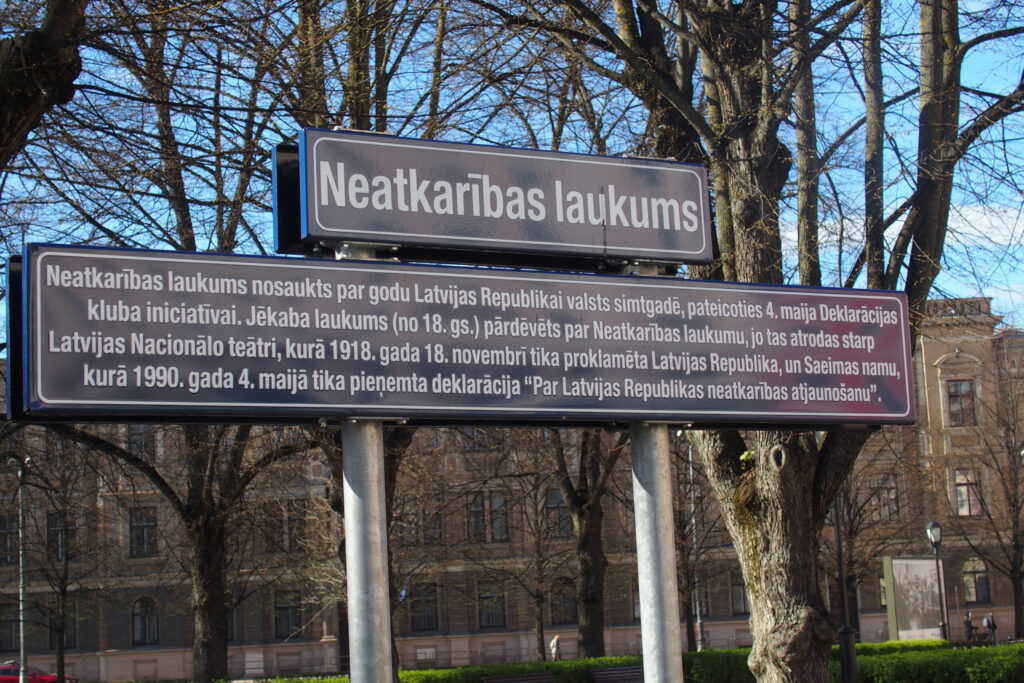 Neatkarības laukums
Neatkarības laukums nosaukts par godu Latvijas Republikai valsts simtgadē, pateicoties 4. maija Deklarācijas
kluba iniciatīvai. Jēkaba laukums (no 18. gs.) pārdēvēts par Neatkarības laukumu, jo tas atrodas starp
Latvijas Nacionālo teātri, kurā 1918. gada 18. novembrī tika proklamēta Latvijas Republika, un Saeimas namu,
kurā 1990. gada 4. maijā tika pieņemta deklarācija “Par Latvijas Republikas neatkarības atjaunošanu”.